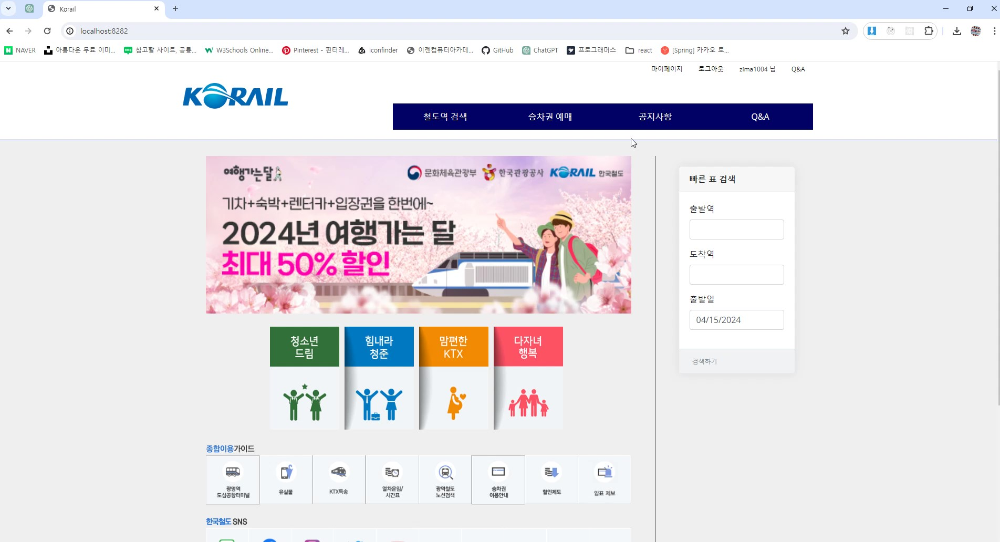 Korail
localhost:8282
NAVER
아름다운 무료 이미...
참고할 사이트, 공룡...
W3Schools Online...
Pinterest - 핀터레...
iconfinder
이젠컴퓨터아카데...
GitHub
ChatGPT
프로그래머스
react
[Spring] 카카오 로...
마이페이지
로그아웃
zima1004 님
Q&A
KORAIL
철도역 검색
승차권 예매
공지사항
Q&A
여행가는달
문화체육관광부
한국관광공사
KORAIL 한국철도
기차+숙박+렌터카+입장권을 한번에~
2024년 여행가는 달
최대 50% 할인
빠른 표 검색
출발역
도착역
출발일
04/15/2024
검색하기
청소년
드림
힘내라
청춘
맘편한
KTX
다자녀
행복
종합이용가이드
광명역
도심공항터미널
유실물
KTX특송
열차운임/
시간표
광역철도
노선검색
승차권
이용안내
할인제도
암표 제보
한국철도 SNS